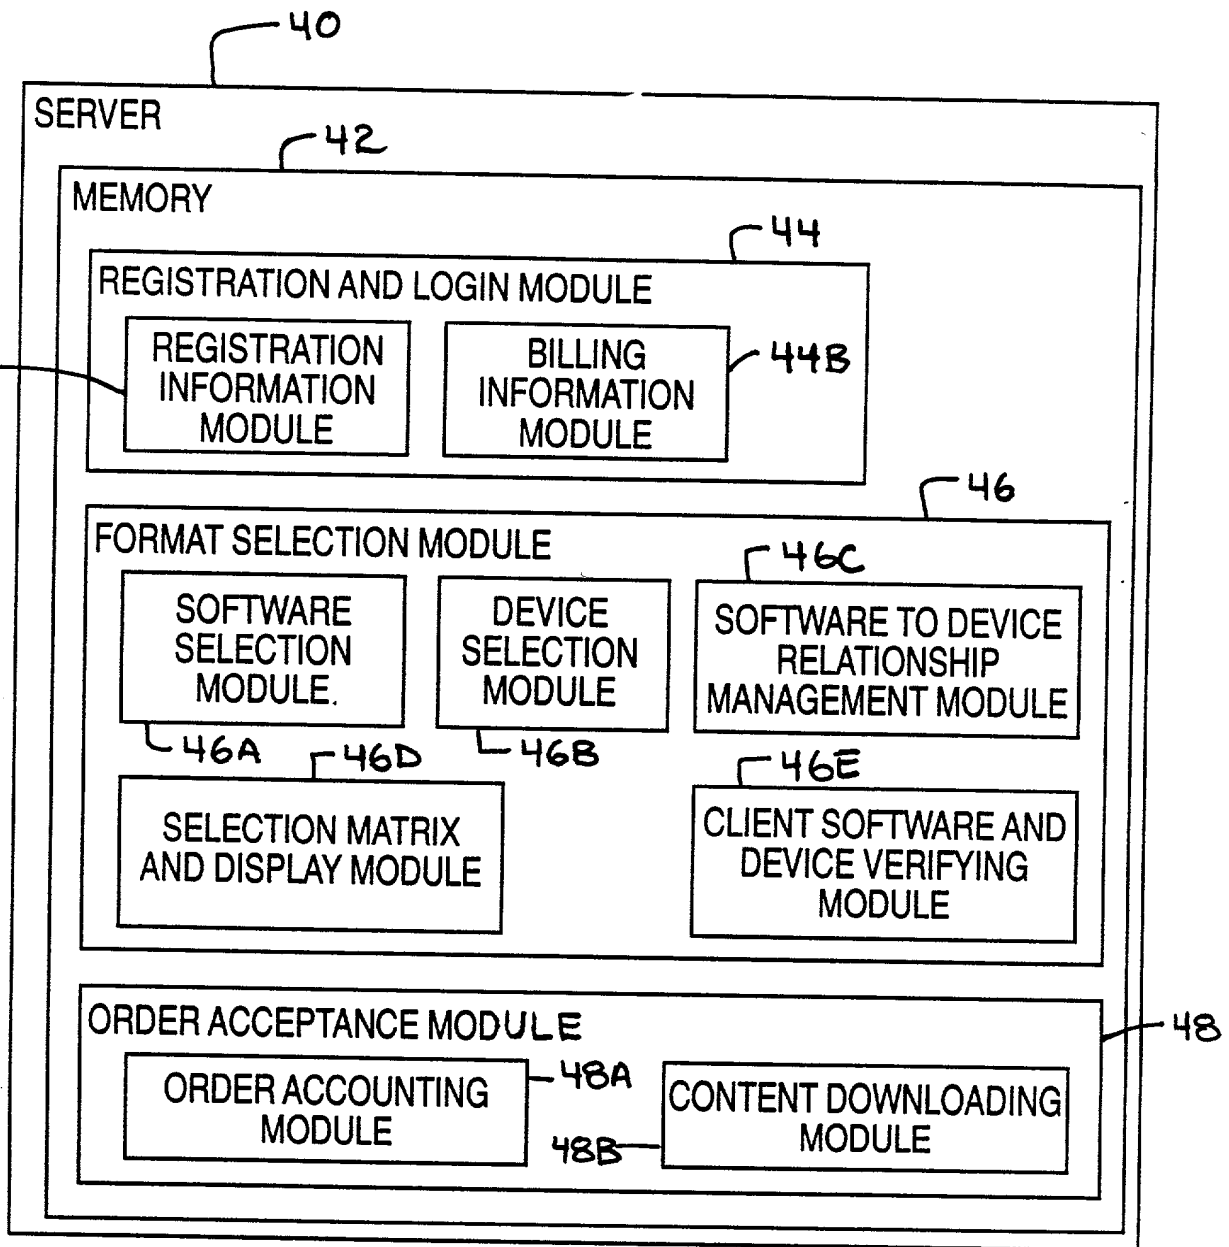 40
SERVER
42
MEMORY
44
REGISTRATION AND LOGIN MODULE
REGISTRATION
INFORMATION
MODULE
BILLING
INFORMATION
MODULE
44B
46
FORMAT SELECTION MODULE
46C
SOFTWARE
SELECTION
MODULE.
DEVICE
SELECTION
MODULE
SOFTWARE TO DEVICE
RELATIONSHIP
MANAGEMENT MODULE
46A
46D
46B
46E
SELECTION MATRIX
AND DISPLAY MODULE
CLIENT SOFTWARE AND
DEVICE VERIFYING
MODULE
ORDER ACCEPTANCE MODULE
48
ORDER ACCOUNTING
MODULE
48A
48B
CONTENT DOWNLOADING
MODULE